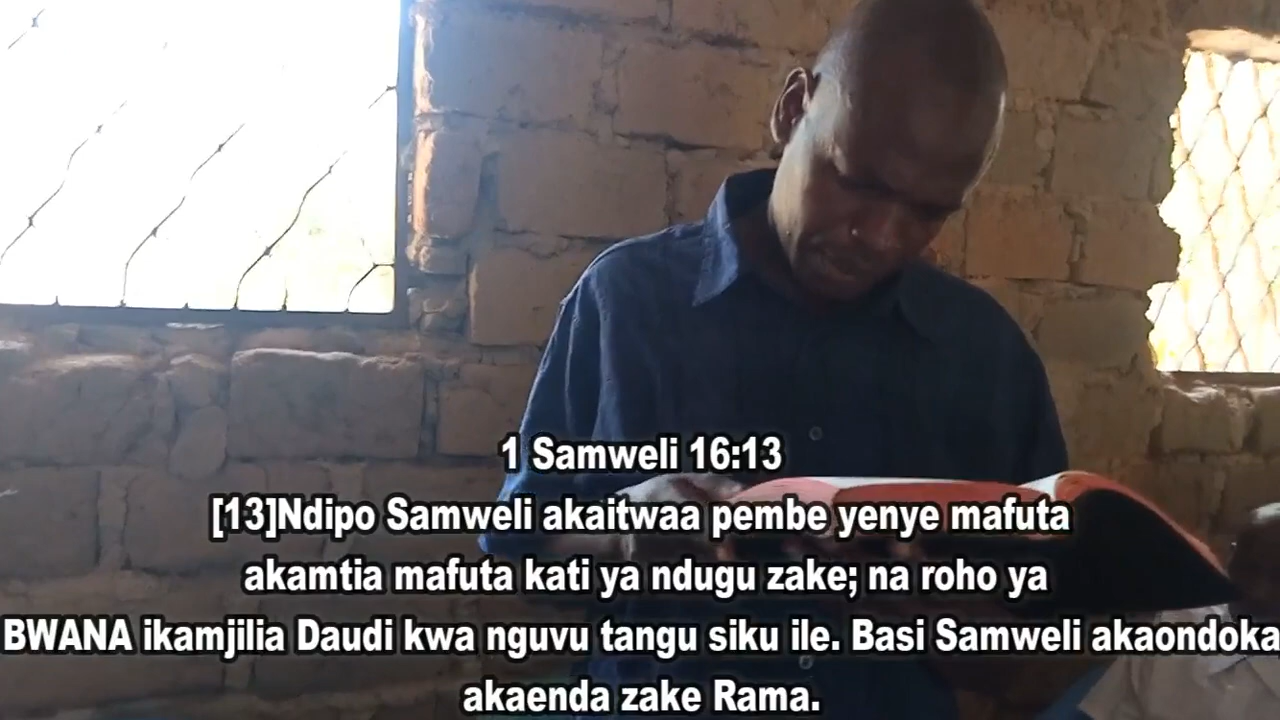 1 Samweli 16:13
[13]Ndipo Samweli akaitwaa pembe yenye mafuta
akamtia mafuta kati ya ndugu zake; na roho ya
BWANA ikamjilia Daudi kwa nguvu tangu siku ile. Basi Samweli akaondoka
akaenda zake Rama.